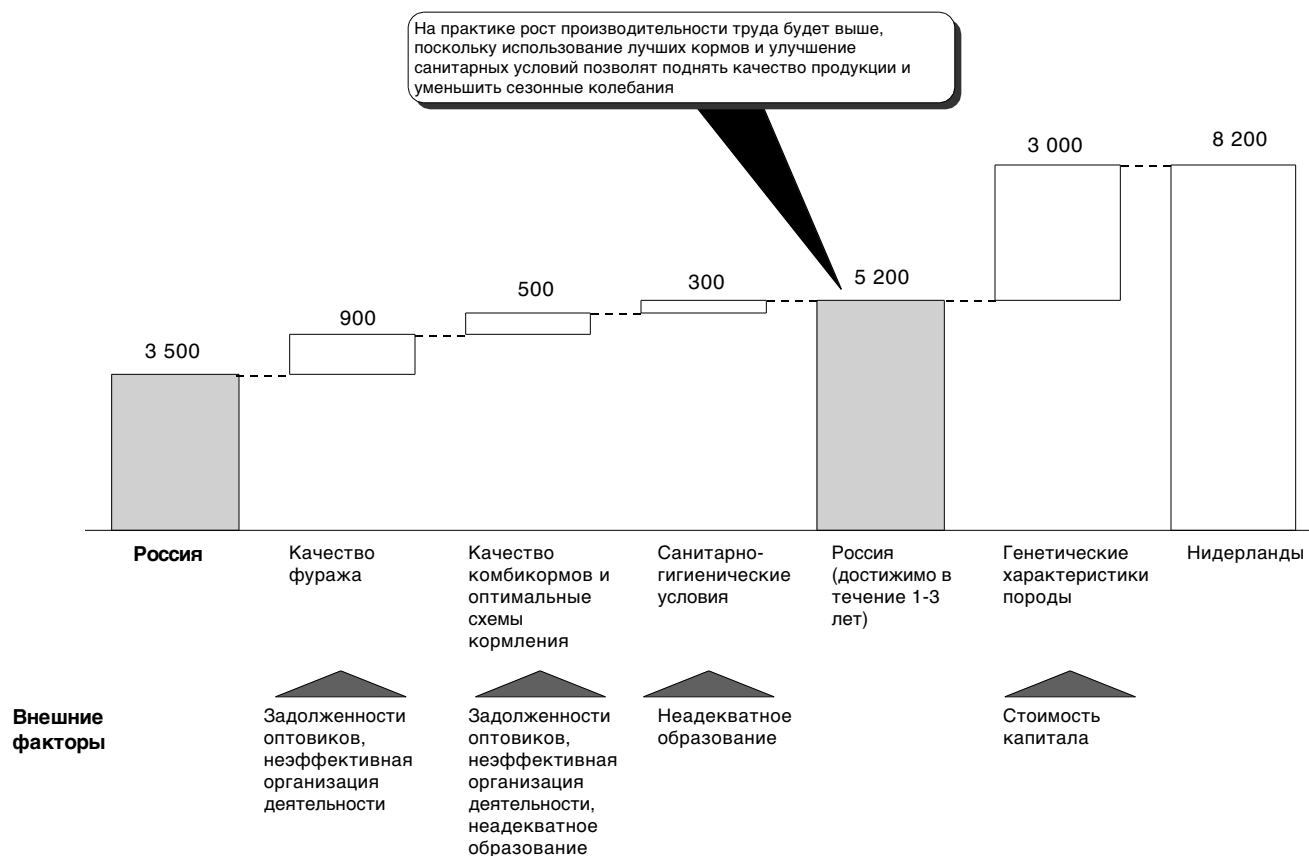 На практике рост производительности труда будет выше,
поскольку использование лучших кормов и улучшение
санитарных условий позволят поднять качество продукции и
уменьшить сезонные колебания
3 500
900
500
300
5 200
3 000
8 200
Россия
Качество
фуража
Качество
комбикормов и
оптимальные
схемы
кормления
Санитарно-
гигиенические
условия
Россия
(достижимо в
течение 1-3
лет)
Генетические
характеристики
породы
Нидерланды
Внешние
факторы
Задолженности
оптовиков,
неэффективная
организация
деятельности
Задолженности
оптовиков,
неэффективная
организация
деятельности,
неадекватное
образование
Неадекватное
образование
Стоимость
капитала